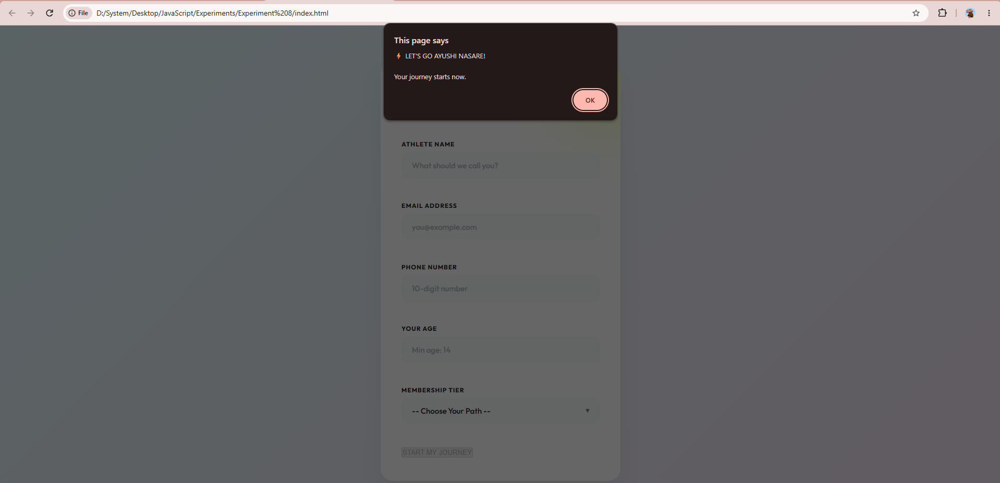 File D:/System/Desktop/JavaScript/Experiments/Experiment%208/index.html
This page says
⚡ LET'S GO AYUSHI NASARE!
Your journey starts now.
OK
ATHLETE NAME
What should we call you?
EMAIL ADDRESS
you@example.com
PHONE NUMBER
10-digit number
YOUR AGE
Min age: 14
MEMBERSHIP TIER
-- Choose Your Path --
START MY JOURNEY